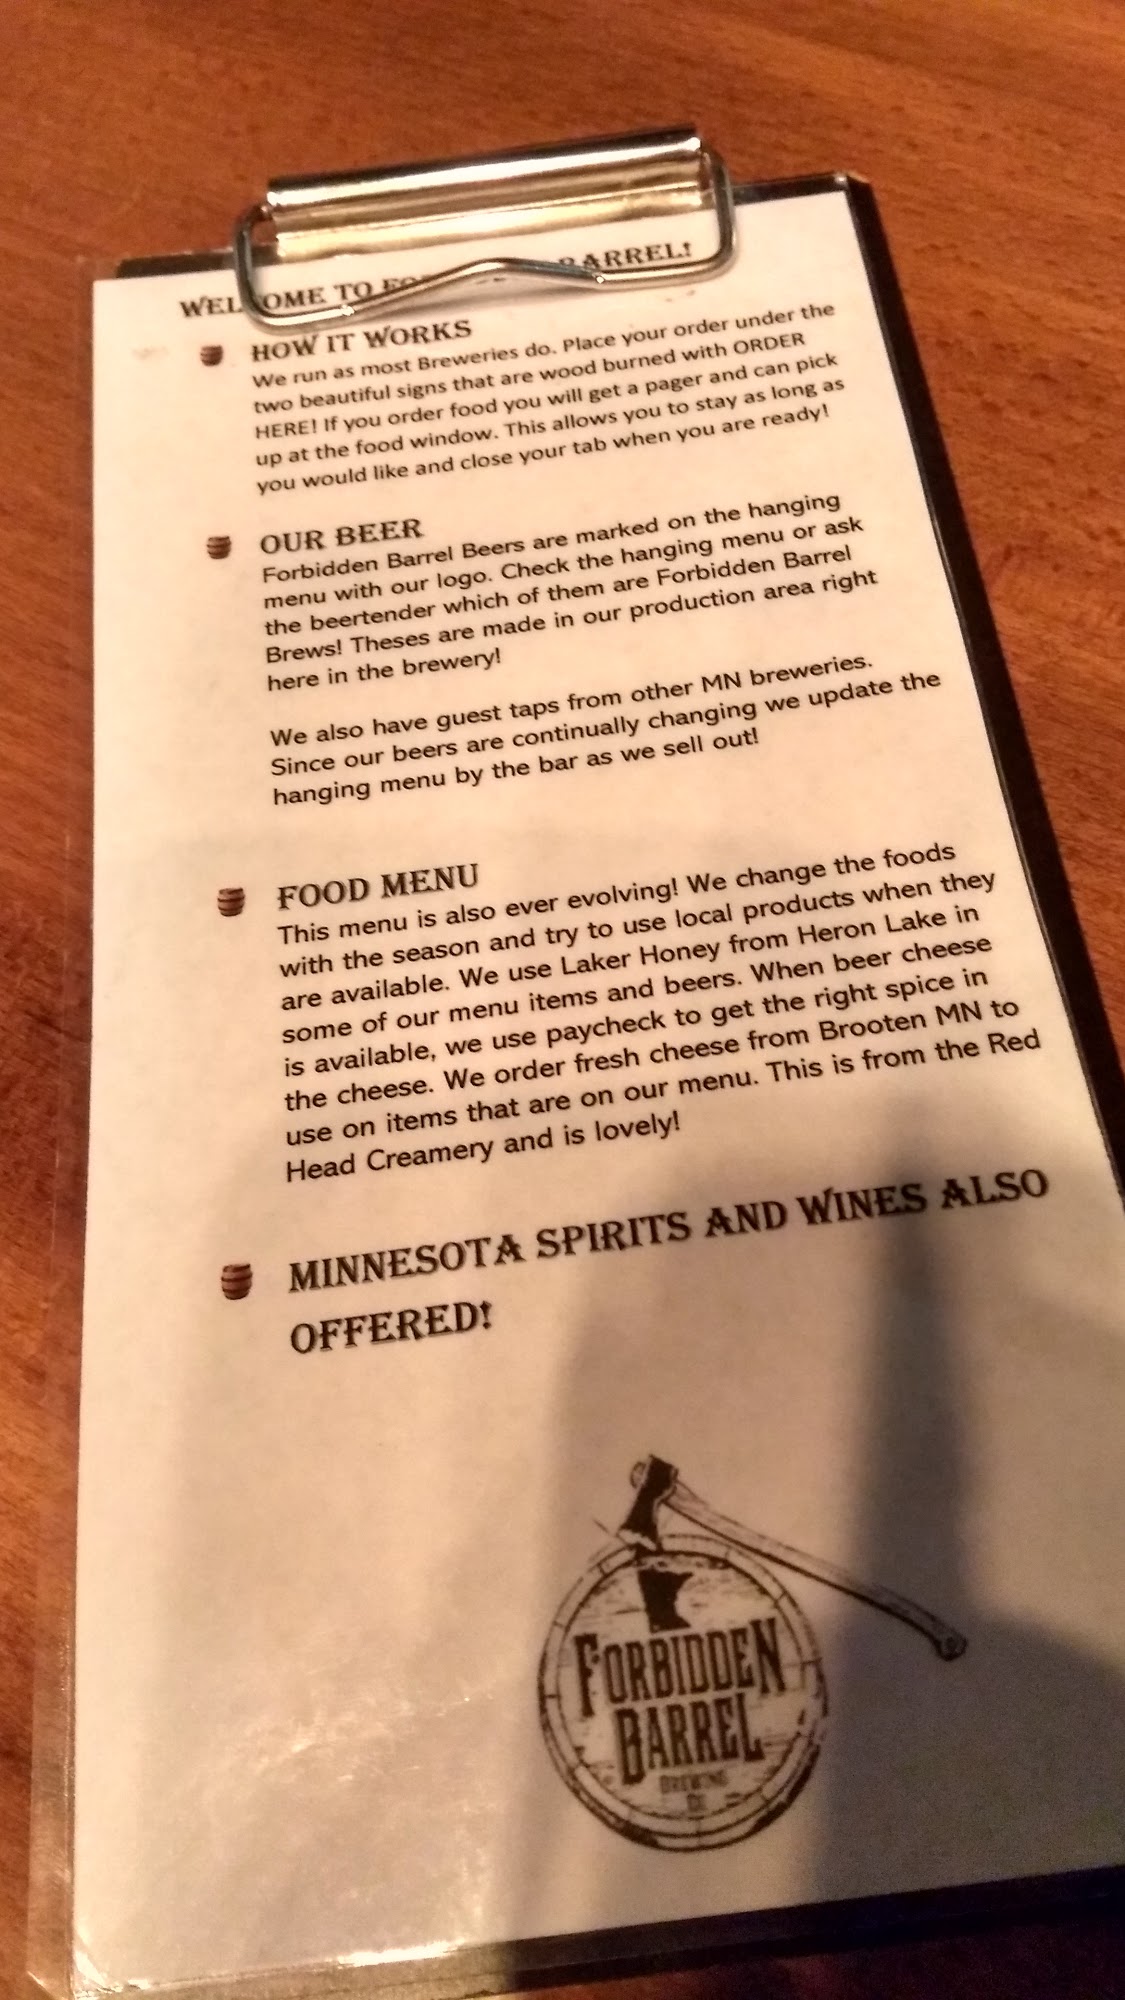 WELCOME TO FO BARREL!
HOW IT WORKS
We run as most Breweries do. Place your order under the
two beautiful signs that are wood burned with ORDER
HERE! If you order food you will get a pager and can pick
up at the food window. This allows you to stay as long as
you would like and close your tab when you are ready!
OUR BEER
Forbidden Barrel Beers are marked on the hanging
menu with our logo. Check the hanging menu or ask
the beertender which of them are Forbidden Barrel
Brews! Theses are made in our production area right
here in the brewery!
We also have guest taps from other MN breweries.
Since our beers are continually changing we update the
hanging menu by the bar as we sell out!
FOOD MENU
This menu is also ever evolving! We change the foods
with the season and try to use local products when they
are available. We use Laker Honey from Heron Lake in
some of our menu items and beers. When beer cheese
is available, we use paycheck to get the right spice in
the cheese. We order fresh cheese from Brooten MN to
use on items that are on our menu. This is from the Red
Head Creamery and is lovely!
MINNESOTA SPIRITS AND WINES ALSO
OFFERED!
FORBIDDEN
BARREL
BREWING
CO